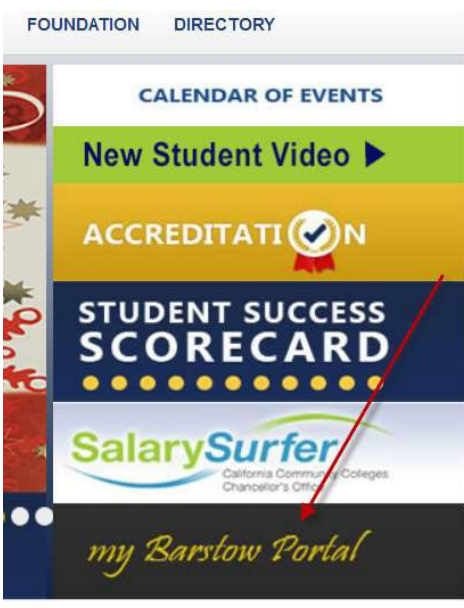 FOUNDATION DIRECTORY
CALENDAR OF EVENTS
New Student Video
ACCREDITATION
STUDENT SUCCESS
SCORECARD
SalarySurfer
California Community Colleges
Chancellor's Office
my Barstow Portal